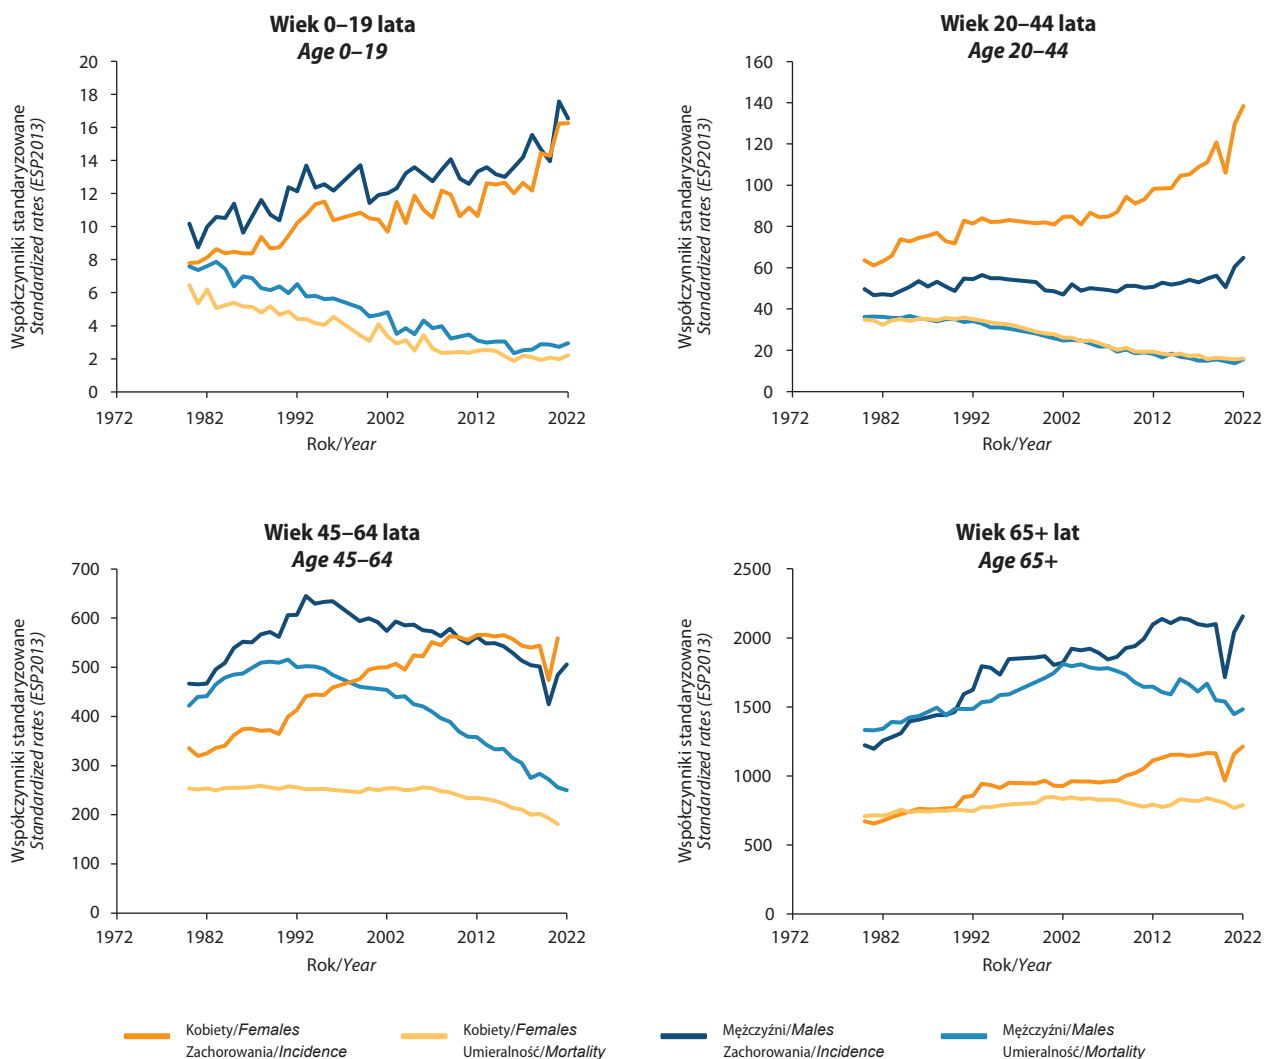 Wiek 0–19 lata
Age 0–19
Współczynniki standaryzowane
Standardized rates (ESP2013)
20
18
16
14
12
10
8
6
4
2
0
1972
1982
1992
2002
2012
2022
Rok/Year
Wiek 20–44 lata
Age 20–44
Współczynniki standaryzowane
Standardized rates (ESP2013)
160
140
120
100
80
60
40
20
0
1972
1982
1992
2002
2012
2022
Rok/Year
Wiek 45–64 lata
Age 45–64
Współczynniki standaryzowane
Standardized rates (ESP2013)
700
600
500
400
300
200
100
0
1972
1982
1992
2002
2012
2022
Rok/Year
Wiek 65+ lat
Age 65+
Współczynniki standaryzowane
Standardized rates (ESP2013)
2500
2000
1500
1000
500
0
1972
1982
1992
2002
2012
2022
Rok/Year
Kobiety/Females
Zachorowania/Incidence
Kobiety/Females
Umieralność/Mortality
Mężczyźni/Males
Zachorowania/Incidence
Mężczyźni/Males
Umieralność/Mortality